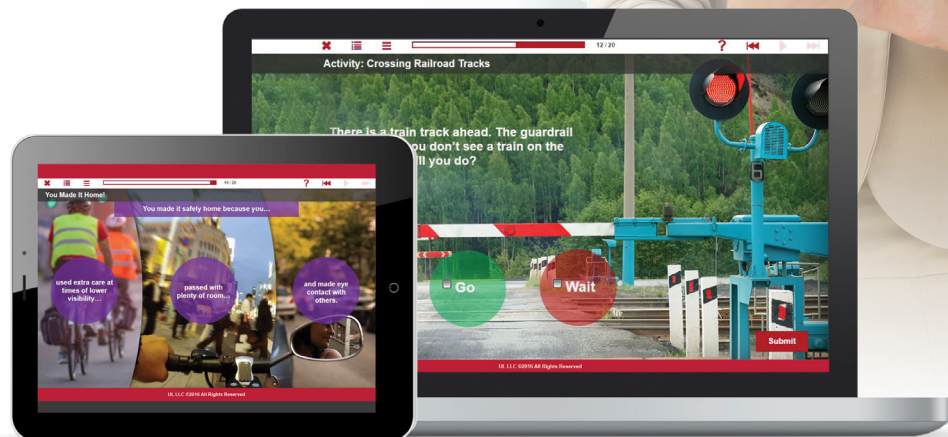 12 / 20
Activity: Crossing Railroad Tracks
There is a train track ahead. The guardrail
ou don't see a train on the
ll you do?
Go
Wait
Submit
UL LLC ©2016 All Rights Reserved
You Made It Home!
You made it safely home because you...
used extra care at
times of lower
visibility...
passed with
plenty of room...
and made eye
contact with
others.
UL LLC ©2016 All Rights Reserved